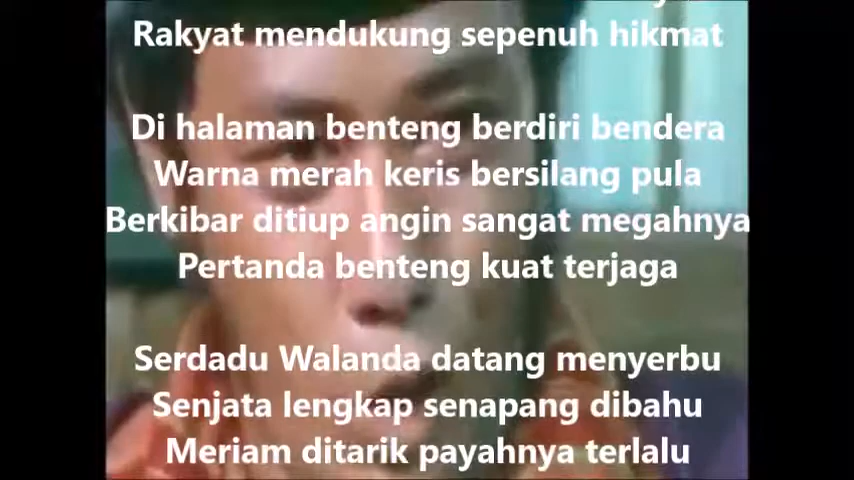 Rakyat mendukung sepenuh hikmat
Di halaman benteng berdiri bendera
Warna merah keris bersilang pula
Berkibar ditiup angin sangat megahnya
Pertanda benteng kuat terjaga
Serdadu Walanda datang menyerbu
Senjata lengkap senapang dibahu
Meriam ditarik payahnya terlalu